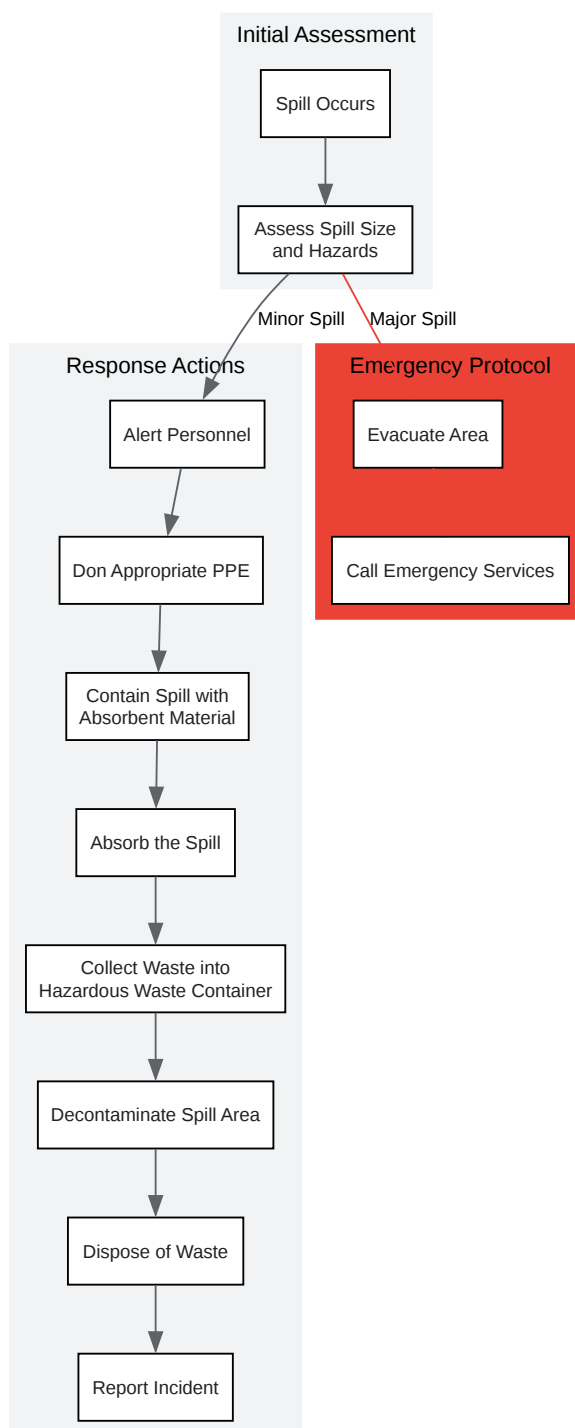 Initial Assessment
Spill Occurs
Assess Spill Size
and Hazards
Minor Spill
Major Spill
Response Actions
Alert Personnel
Don Appropriate PPE
Contain Spill with
Absorbent Material
Absorb the Spill
Collect Waste into
Hazardous Waste Container
Decontaminate Spill Area
Dispose of Waste
Report Incident
Emergency Protocol
Evacuate Area
Call Emergency Services